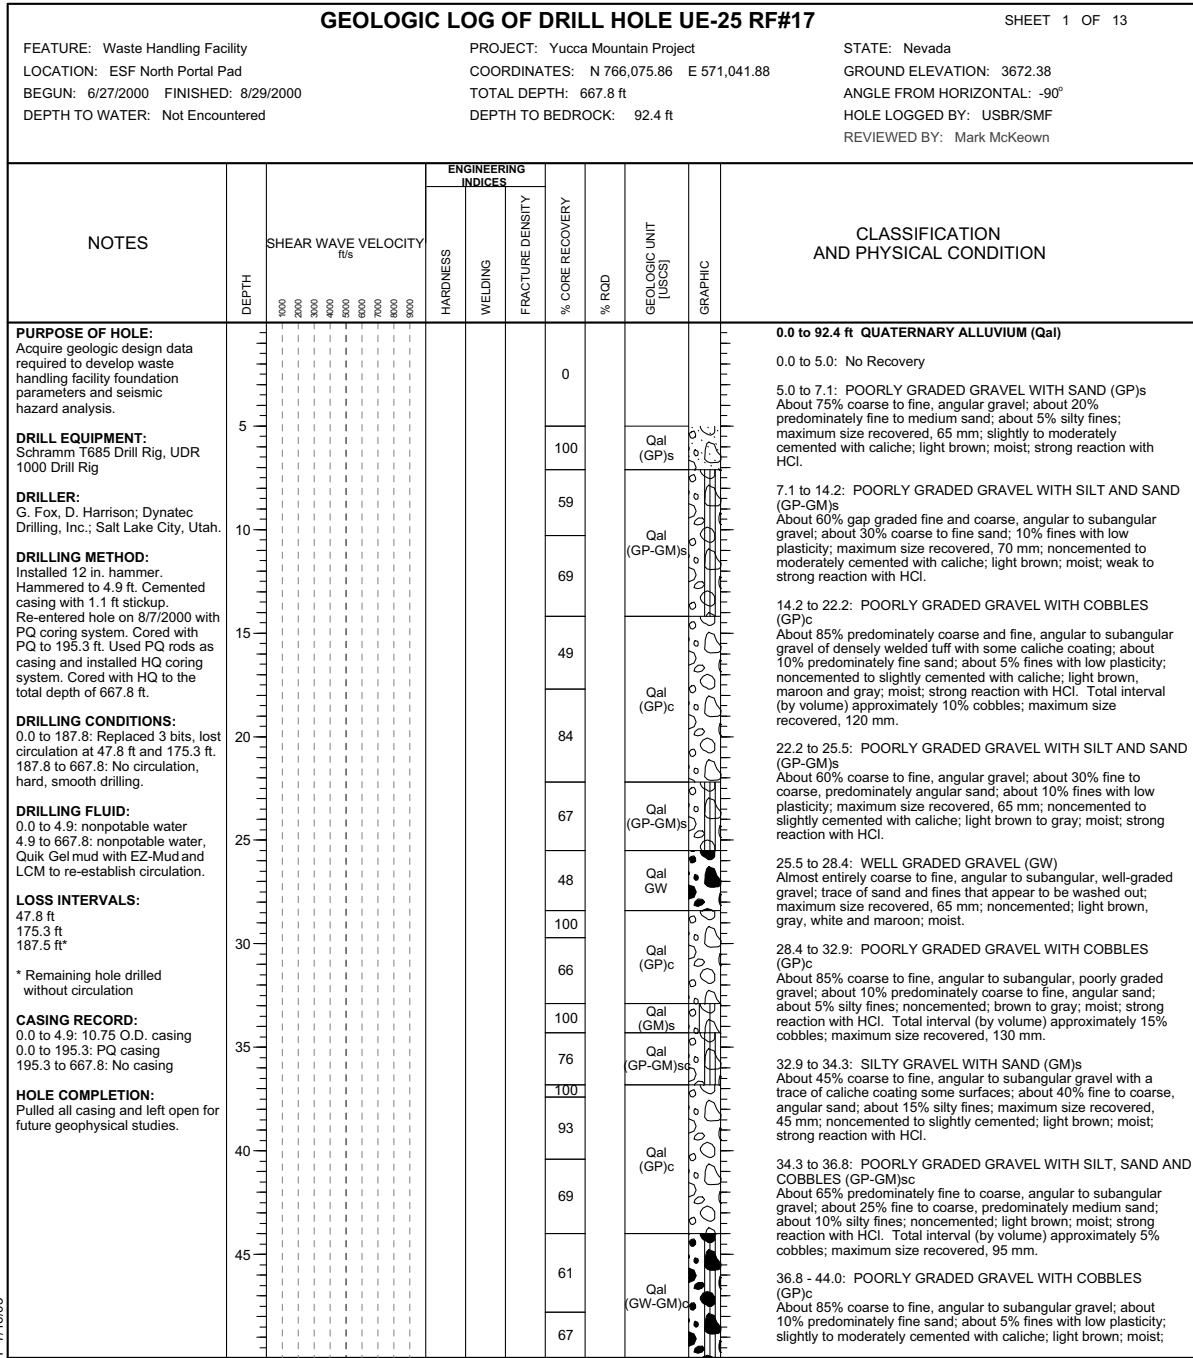 GEOLOGIC LOG OF DRILL HOLE UE-25 RF#17
SHEET 1 OF 13
FEATURE: Waste Handling Facility
PROJECT: Yucca Mountain Project
STATE: Nevada
LOCATION: ESF North Portal Pad
COORDINATES: N 766,075.86 E 571,041.88
GROUND ELEVATION: 3672.38
BEGUN: 6/27/2000 FINISHED: 8/29/2000
TOTAL DEPTH: 667.8 ft
ANGLE FROM HORIZONTAL: -90°
DEPTH TO WATER: Not Encountered
DEPTH TO BEDROCK: 92.4 ft
HOLE LOGGED BY: USBR/SMF
REVIEWED BY: Mark McKeown
NOTES
DEPTH
SHEAR WAVE VELOCITY
ft/s
1000
2000
3000
4000
5000
6000
7000
8000
9000
ENGINEERING
INDICES
HARDNESS
WELDING
FRACTURE DENSITY
% CORE RECOVERY
% RQD
GEOLOGIC UNIT
[USCS]
GRAPHIC
CLASSIFICATION
AND PHYSICAL CONDITION
PURPOSE OF HOLE:
Acquire geologic design data
required to develop waste
handling facility foundation
parameters and seismic
hazard analysis.
DRILL EQUIPMENT:
Schramm T685 Drill Rig, UDR
1000 Drill Rig
DRILLER:
G. Fox, D. Harrison; Dynatec
Drilling, Inc.; Salt Lake City, Utah.
DRILLING METHOD:
Installed 12 in. hammer.
Hammered to 4.9 ft. Cemented
casing with 1.1 ft stickup.
Re-entered hole on 8/7/2000 with
PQ coring system. Cored with
PQ to 195.3 ft. Used PQ rods as
casing and installed HQ coring
system. Cored with HQ to the
total depth of 667.8 ft.
DRILLING CONDITIONS:
0.0 to 187.8: Replaced 3 bits, lost
circulation at 47.8 ft and 175.3 ft.
187.8 to 667.8: No circulation,
hard, smooth drilling.
DRILLING FLUID:
0.0 to 4.9: nonpotable water
4.9 to 667.8: nonpotable water,
Quik Gel mud with EZ-Mud and
LCM to re-establish circulation.
LOSS INTERVALS:
47.8 ft
175.3 ft
187.5 ft*
* Remaining hole drilled
without circulation
CASING RECORD:
0.0 to 4.9: 10.75 O.D. casing
0.0 to 195.3: PQ casing
195.3 to 667.8: No casing
HOLE COMPLETION:
Pulled all casing and left open for
future geophysical studies.
5
10
15
20
25
30
35
40
45
0
100
59
69
49
84
67
48
100
66
100
76
100
93
69
61
67
Qal
(GP)s
Qal
(GP-GM)s
Qal
(GP)c
Qal
(GP-GM)s
Qal
GW
Qal
(GP)c
Qal
(GM)s
Qal
(GP-GM)sc
Qal
(GP)c
Qal
(GW-GM)c
0.0 to 92.4 ft QUATERNARY ALLUVIUM (Qal)
0.0 to 5.0: No Recovery
5.0 to 7.1: POORLY GRADED GRAVEL WITH SAND (GP)s
About 75% coarse to fine, angular gravel; about 20%
predominately fine to medium sand; about 5% silty fines;
maximum size recovered, 65 mm; slightly to moderately
cemented with caliche; light brown; moist; strong reaction with
HCl.
7.1 to 14.2: POORLY GRADED GRAVEL WITH SILT AND SAND
(GP-GM)s
About 60% gap graded fine and coarse, angular to subangular
gravel; about 30% coarse to fine sand; 10% fines with low
plasticity; maximum size recovered, 70 mm; noncemented to
moderately cemented with caliche; light brown; moist; weak to
strong reaction with HCl.
14.2 to 22.2: POORLY GRADED GRAVEL WITH COBBLES
(GP)c
About 85% predominately coarse and fine, angular to subangular
gravel of densely welded tuff with some caliche coating; about
10% predominately fine sand; about 5% fines with low plasticity;
noncemented to slightly cemented with caliche; light brown,
maroon and gray; moist; strong reaction with HCl. Total interval
(by volume) approximately 10% cobbles; maximum size
recovered, 120 mm.
22.2 to 25.5: POORLY GRADED GRAVEL WITH SILT AND SAND
(GP-GM)s
About 60% coarse to fine, angular gravel; about 30% fine to
coarse, predominately angular sand; about 10% fines with low
plasticity; maximum size recovered, 65 mm; noncemented to
slightly cemented with caliche; light brown to gray; moist; strong
reaction with HCl.
25.5 to 28.4: WELL GRADED GRAVEL (GW)
Almost entirely coarse to fine, angular to subangular, well-graded
gravel; trace of sand and fines that appear to be washed out;
maximum size recovered, 65 mm; noncemented; light brown,
gray, white and maroon; moist.
28.4 to 32.9: POORLY GRADED GRAVEL WITH COBBLES
(GP)c
About 85% coarse to fine, angular to subangular, poorly graded
gravel; about 10% predominately coarse to fine, angular sand;
about 5% silty fines; noncemented; brown to gray; moist; strong
reaction with HCl. Total interval (by volume) approximately 15%
cobbles; maximum size recovered, 130 mm.
32.9 to 34.3: SILTY GRAVEL WITH SAND (GM)s
About 45% coarse to fine, angular to subangular gravel with a
trace of caliche coating some surfaces; about 40% fine to coarse,
angular sand; about 15% silty fines; maximum size recovered,
45 mm; noncemented to slightly cemented; light brown; moist;
strong reaction with HCl.
34.3 to 36.8: POORLY GRADED GRAVEL WITH SILT, SAND AND
COBBLES (GP-GM)sc
About 65% predominately fine to coarse, angular to subangular
gravel; about 25% fine to coarse, predominately medium sand;
about 10% silty fines; noncemented; light brown; moist; strong
reaction with HCl. Total interval (by volume) approximately 5%
cobbles; maximum size recovered, 95 mm.
36.8 - 44.0: POORLY GRADED GRAVEL WITH COBBLES
(GP)c
About 85% coarse to fine, angular to subangular gravel; about
10% predominately fine sand; about 5% fines with low plasticity;
slightly to moderately cemented with caliche; light brown; moist;